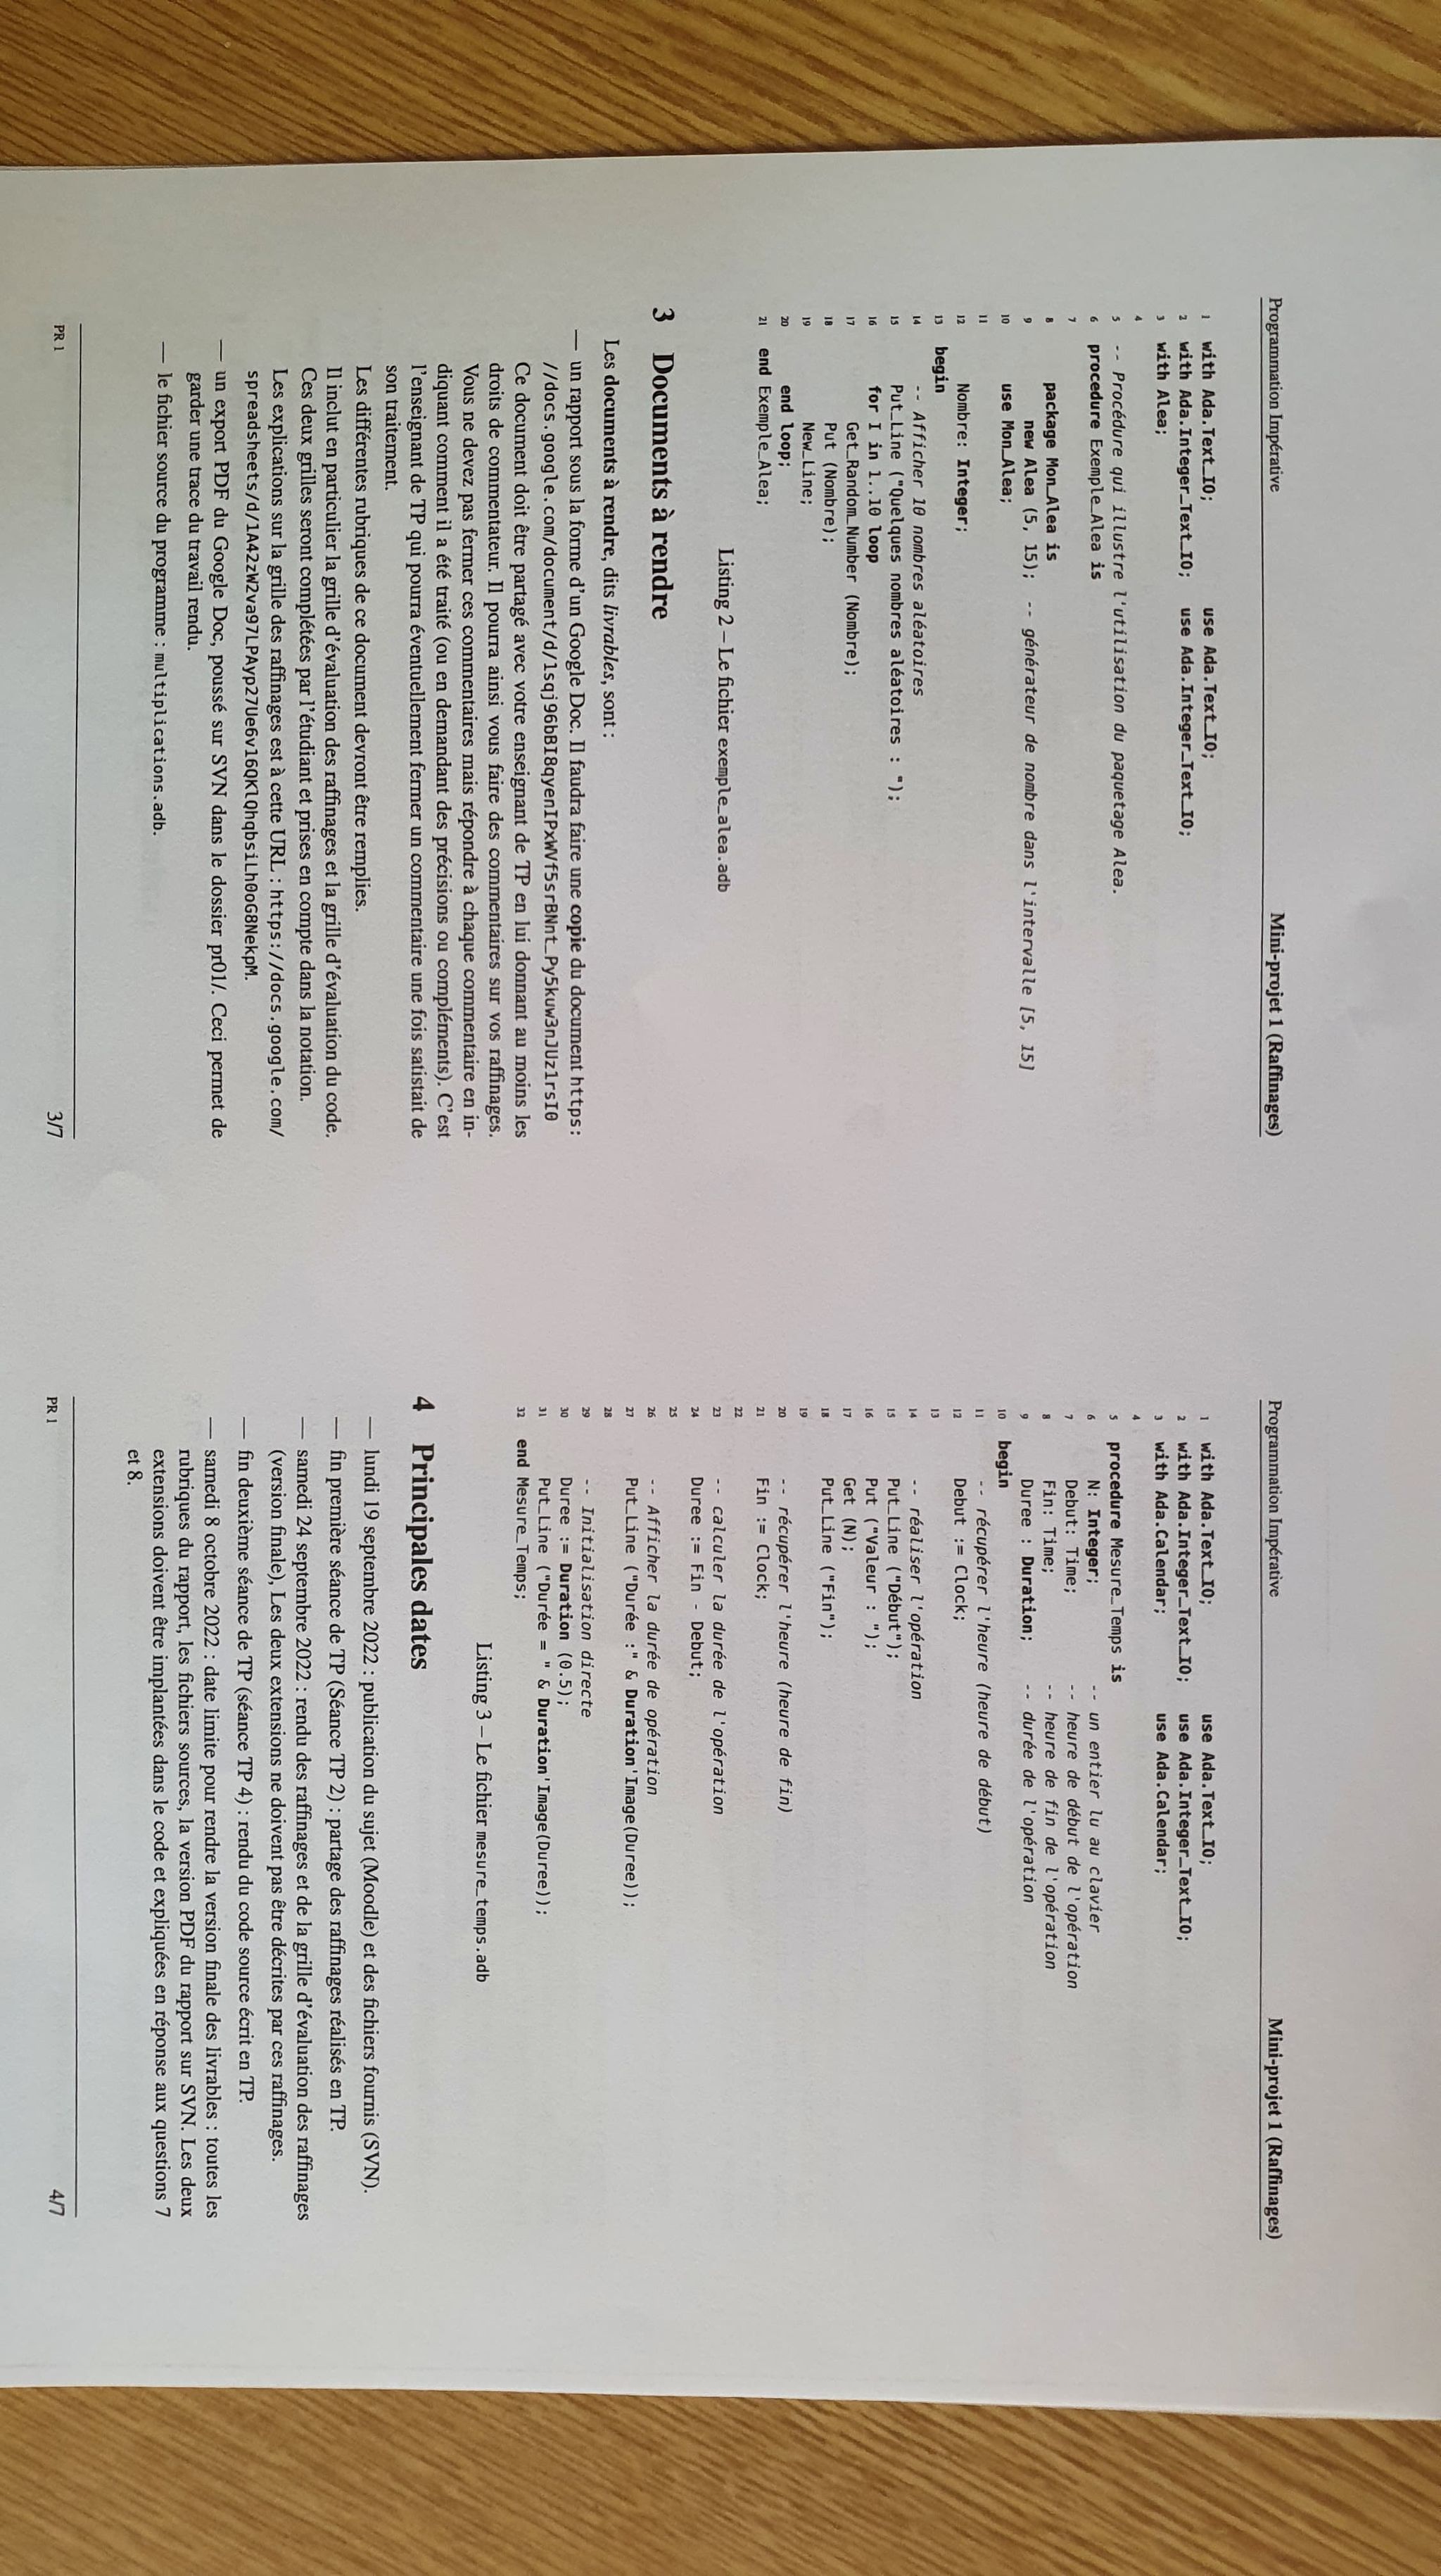 Programmation Impérative Mini-projet 1 (Raffinages)
1 with Ada.Text_IO; use Ada.Text_IO;
2 with Ada.Integer_Text_IO; use Ada.Integer_Text_IO;
3 with Alea;
4
5 -- Procédure qui illustre l'utilisation du paquetage Alea.
6 procedure Exemple_Alea is
7
8 package Mon_Alea is
9 new Alea (5, 15); -- générateur de nombre dans l'intervalle [5, 15]
10 use Mon_Alea;
11
12 Nombre: Integer;
13 begin
14 -- Afficher 10 nombres aléatoires
15 Put_Line ("Quelques nombres aléatoires : ");
16 for I in 1..10 loop
17 Get_Random_Number (Nombre);
18 Put (Nombre);
19 New_Line;
20 end loop;
21 end Exemple_Alea;
Listing 2 – Le fichier exemple_alea.adb
3 Documents à rendre
Les documents à rendre, dits livrables, sont :
— un rapport sous la forme d'un Google Doc. Il faudra faire une copie du document https:
//docs.google.com/document/d/1sqj96bBI8qyenIPxWVf5srBNnt_Py5kuw3nJUz1rsI0
Ce document doit être partagé avec votre enseignant de TP en lui donnant au moins les
droits de commentateur. Il pourra ainsi vous faire des commentaires sur vos raffinages.
Vous ne devez pas fermer ces commentaires mais répondre à chaque commentaire en in-
diquant comment il a été traité (ou en demandant des précisions ou compléments). C'est
l'enseignant de TP qui pourra éventuellement fermer un commentaire une fois satistait de
son traitement.
Les différentes rubriques de ce document devront être remplies.
Il inclut en particulier la grille d'évaluation des raffinages et la grille d'évaluation du code.
Ces deux grilles seront complétées par l'étudiant et prises en compte dans la notation.
Les explications sur la grille des raffinages est à cette URL : https://docs.google.com/
spreadsheets/d/1A42zW2va97LPAyp27Ue6v16QKlQhqbsiLh0oG8NekpM.
— un export PDF du Google Doc, poussé sur SVN dans le dossier pr01/. Ceci permet de
garder une trace du travail rendu.
— le fichier source du programme : multiplications.adb.
PR 1 3/7
Programmation Impérative Mini-projet 1 (Raffinages)
1 with Ada.Text_IO; use Ada.Text_IO;
2 with Ada.Integer_Text_IO; use Ada.Integer_Text_IO;
3 with Ada.Calendar; use Ada.Calendar;
4
5 procedure Mesure_Temps is
6 N: Integer; -- un entier lu au clavier
7 Debut: Time; -- heure de début de l'opération
8 Fin: Time; -- heure de fin de l'opération
9 Duree : Duration; -- durée de l'opération
10 begin
11 -- récupérer l'heure (heure de début)
12 Debut := Clock;
13
14 -- réaliser l'opération
15 Put_Line ("Début");
16 Put ("Valeur : ");
17 Get (N);
18 Put_Line ("Fin");
19
20 -- récupérer l'heure (heure de fin)
21 Fin := Clock;
22
23 -- calculer la durée de l'opération
24 Duree := Fin - Debut;
25
26 -- Afficher la durée de opération
27 Put_Line ("Durée :" & Duration'Image(Duree));
28
29 -- Initialisation directe
30 Duree := Duration (0.5);
31 Put_Line ("Durée = " & Duration'Image(Duree));
32 end Mesure_Temps;
Listing 3 – Le fichier mesure_temps.adb
4 Principales dates
— lundi 19 septembre 2022 : publication du sujet (Moodle) et des fichiers fournis (SVN).
— fin première séance de TP (Séance TP 2) : partage des raffinages réalisés en TP.
— samedi 24 septembre 2022 : rendu des raffinages et de la grille d'évaluation des raffinages
(version finale), Les deux extensions ne doivent pas être décrites par ces raffinages.
— fin deuxième séance de TP (séance TP 4) : rendu du code source écrit en TP.
— samedi 8 octobre 2022 : date limite pour rendre la version finale des livrables : toutes les
rubriques du rapport, les fichiers sources, la version PDF du rapport sur SVN. Les deux
extensions doivent être implantées dans le code et expliquées en réponse aux questions 7
et 8.
PR 1 4/7